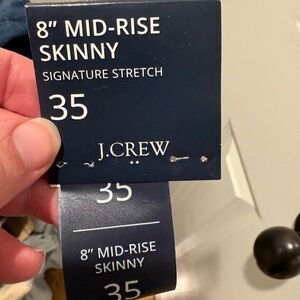 8” MID-RISE
SKINNY
SIGNATURE STRETCH
35
J.CREW
35
8” MID-RISE
SKINNY
35